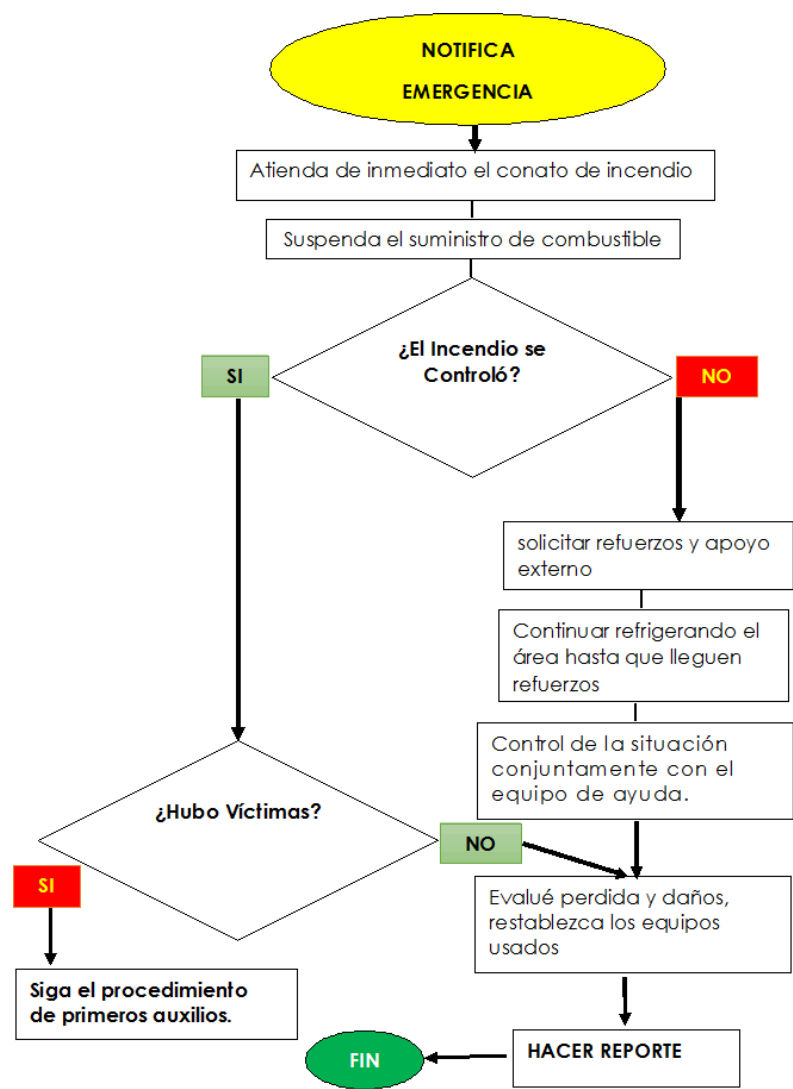 NOTIFICA
EMERGENCIA
Atienda de inmediato el conato de incendio
Suspenda el suministro de combustible
¿El Incendio se
Controló?
SI
NO
solicitar refuerzos y apoyo
externo
Continuar refrigerando el
área hasta que lleguen
refuerzos
Control de la situación
conjuntamente con el
equipo de ayuda.
¿Hubo Víctimas?
NO
SI
Evalué perdida y daños,
restablezca los equipos
usados
Siga el procedimiento
de primeros auxilios.
HACER REPORTE
FIN